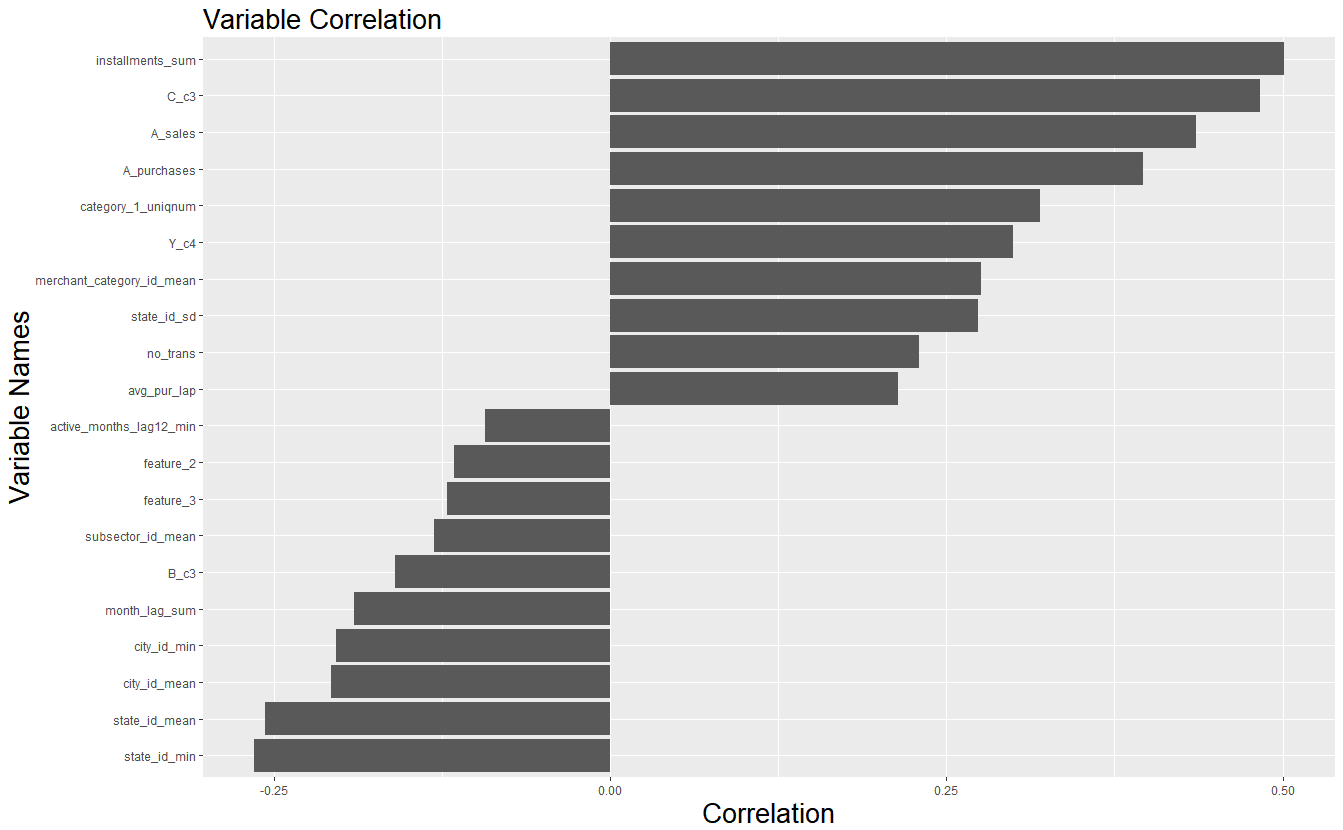 Variable Correlation
Variable Names
installments_sum
C_c3
A_sales
A_purchases
category_1_uniqnum
Y_c4
merchant_category_id_mean
state_id_sd
no_trans
avg_pur_lap
active_months_lag12_min
feature_2
feature_3
subsector_id_mean
B_c3
month_lag_sum
city_id_min
city_id_mean
state_id_mean
state_id_min
-0.25 0.00 0.25 0.50
Correlation